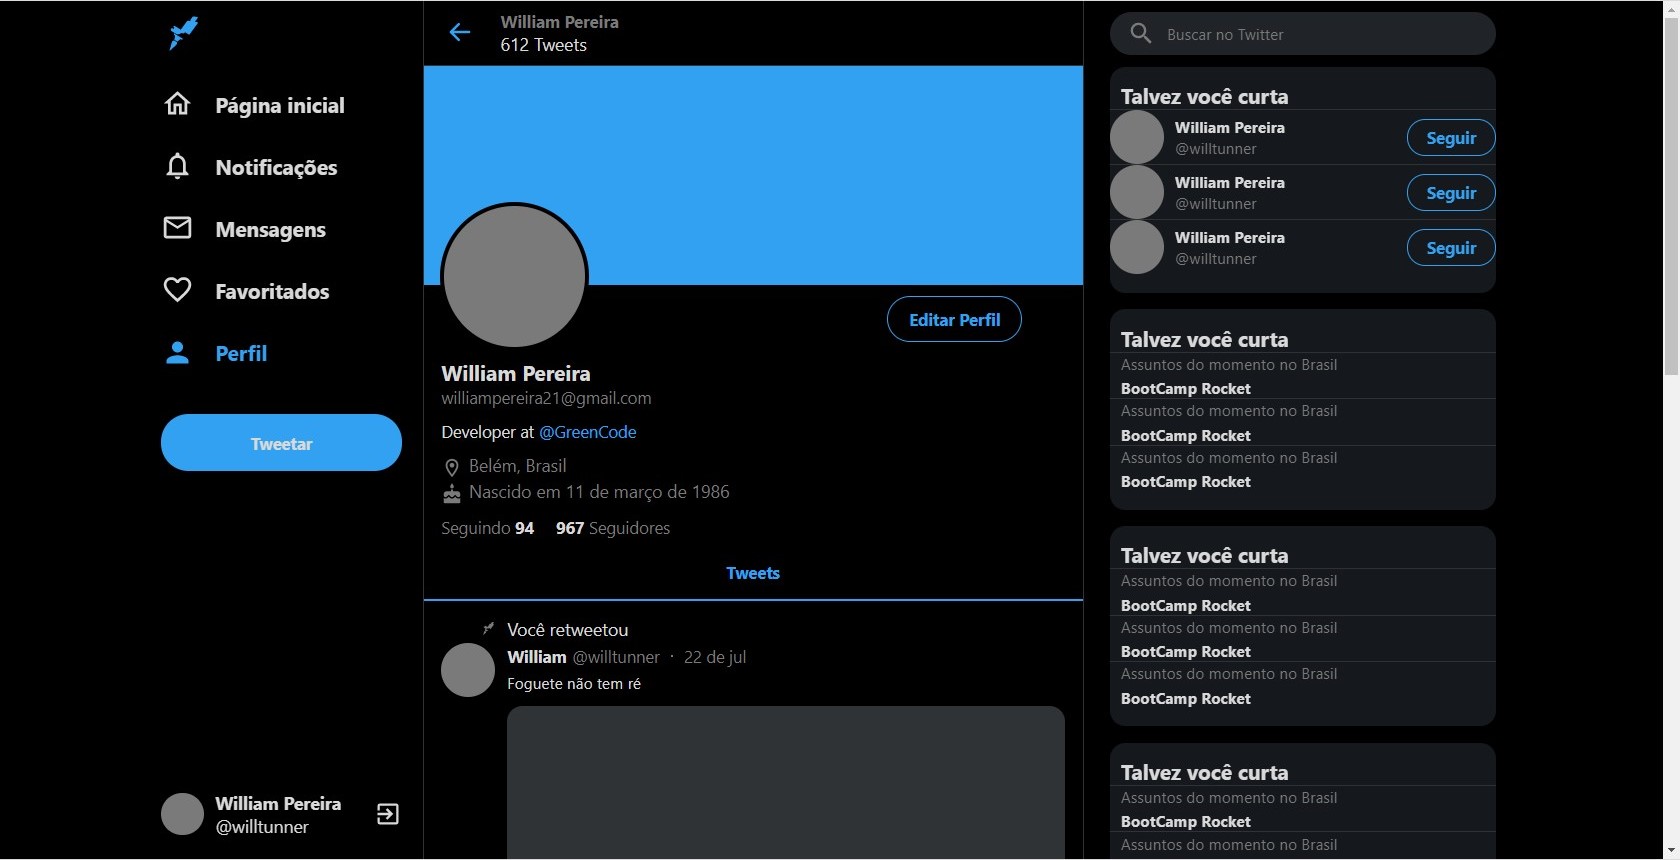 Página inicial
Notificações
Mensagens
Favoritados
Perfil
Tweetar
William Pereira
@willtunner
William Pereira
612 Tweets
Editar Perfil
William Pereira
williampereira21@gmail.com
Developer at @GreenCode
Belém, Brasil
Nascido em 11 de março de 1986
Seguindo 94 967 Seguidores
Tweets
Você retweetou
William @willtunner · 22 de jul
Foguete não tem ré
Buscar no Twitter
Talvez você curta
William Pereira
@willtunner
Seguir
William Pereira
@willtunner
Seguir
William Pereira
@willtunner
Seguir
Talvez você curta
Assuntos do momento no Brasil
BootCamp Rocket
Assuntos do momento no Brasil
BootCamp Rocket
Assuntos do momento no Brasil
BootCamp Rocket
Talvez você curta
Assuntos do momento no Brasil
BootCamp Rocket
Assuntos do momento no Brasil
BootCamp Rocket
Assuntos do momento no Brasil
BootCamp Rocket
Talvez você curta
Assuntos do momento no Brasil
BootCamp Rocket
Assuntos do momento no Brasil